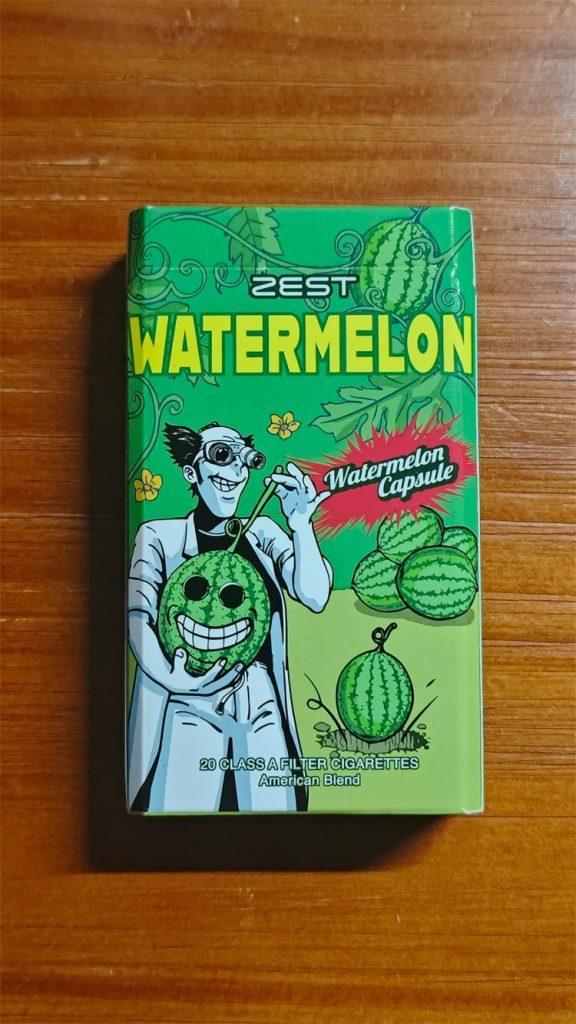 ZEST
WATERMELON
Watermelon
Capsule
20 CLASS A FILTER CIGARETTES
American Blend